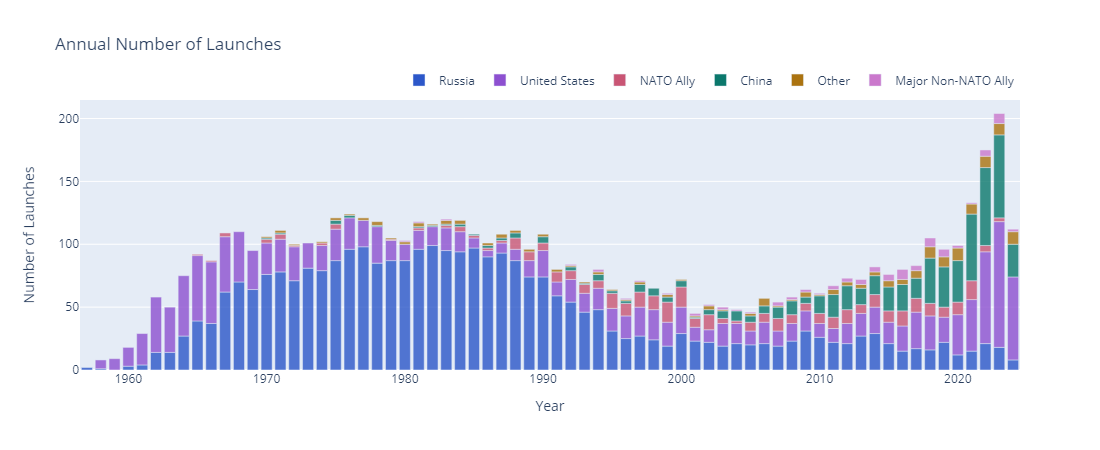 Annual Number of Launches
Russia United States NATO Ally China Other Major Non-NATO Ally
Number of Launches
200
150
100
50
0
1960 1970 1980 1990 2000 2010 2020
Year